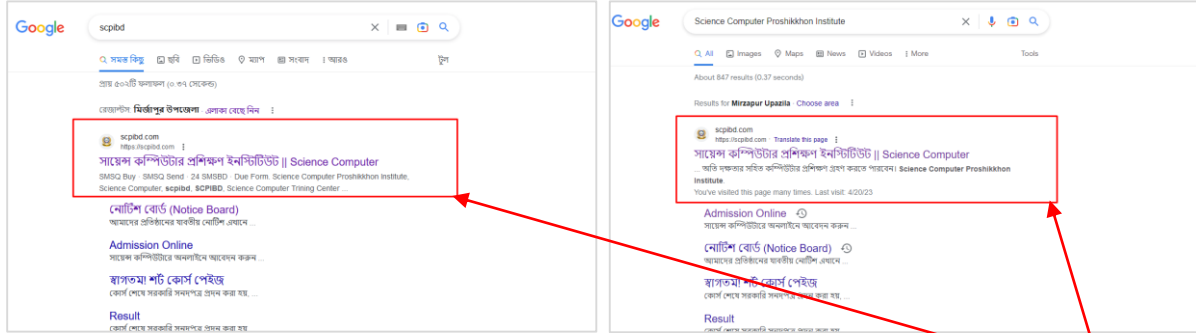 Google
scpibd
সমস্ত কিছু ছবি ভিডিও ম্যাপ সংবাদ আরও টুল
প্রায় ৫০২টি ফলাফল (০.৩৭ সেকেন্ড)
রেজাল্টস: মির্জাপুর উপজেলা · এলাকা বেছে নিন
scpibd.com
https://scpibd.com
সায়েন্স কম্পিউটার প্রশিক্ষণ ইনস্টিটিউট || Science Computer
SMSQ Buy · SMSQ Send · 24 SMSBD · Due Form. Science Computer Proshikkhon Institute,
Science Computer, scpibd, SCPIBD, Science Computer Trining Center ...
নোটিশ বোর্ড (Notice Board)
আমাদের প্রতিষ্ঠানের যাবতীয় নোটিশ এখানে ...
Admission Online
সায়েন্স কম্পিউটারে অনলাইনে আবেদন করুন ...
স্বাগতম! শর্ট কোর্স পেইজ
কোর্স শেষে সরকারি সনদপত্র প্রদান করা হয়, ...
Result
কোর্স শেষে সরকারি সনদপত্র প্রদান করা হয়
Google
Science Computer Proshikkhon Institute
All Images Maps News Videos More Tools
About 847 results (0.37 seconds)
Results for Mirzapur Upazila · Choose area
scpibd.com
https://scpibd.com · Translate this page
সায়েন্স কম্পিউটার প্রশিক্ষণ ইনস্টিটিউট || Science Computer
... অতি দক্ষতার সহিত কম্পিউটার প্রশিক্ষণ গ্রহণ করতে পারবেন। Science Computer Proshikkhon
Institute.
You've visited this page many times. Last visit: 4/20/23
Admission Online
সায়েন্স কম্পিউটারে অনলাইনে আবেদন করুন ...
নোটিশ বোর্ড (Notice Board)
আমাদের প্রতিষ্ঠানের যাবতীয় নোটিশ এখানে ...
স্বাগতম! শর্ট কোর্স পেইজ
কোর্স শেষে সরকারি সনদপত্র প্রদান করা হয়, ...
Result
কোর্স শেষে সরকারি সনদপত্র প্রদান করা হয়